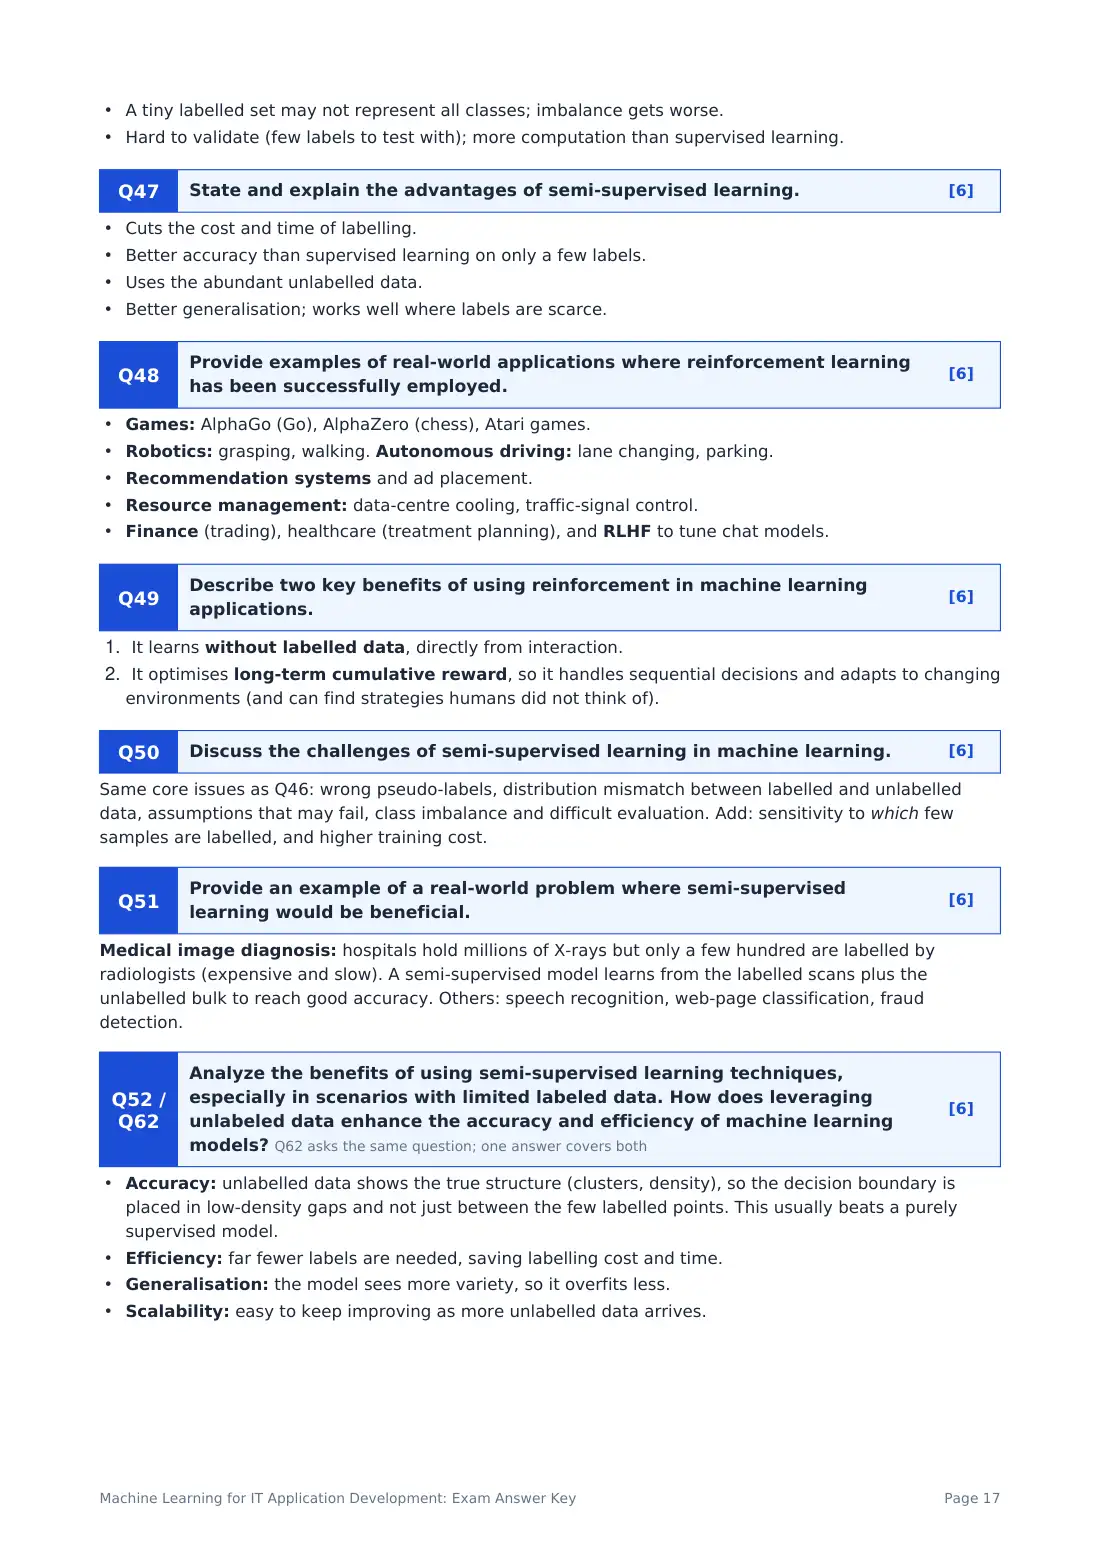 • A tiny labelled set may not represent all classes; imbalance gets worse.
• Hard to validate (few labels to test with); more computation than supervised learning.
Q47 State and explain the advantages of semi-supervised learning. [6]
• Cuts the cost and time of labelling.
• Better accuracy than supervised learning on only a few labels.
• Uses the abundant unlabelled data.
• Better generalisation; works well where labels are scarce.
Q48 Provide examples of real-world applications where reinforcement learning [6]
has been successfully employed.
• Games: AlphaGo (Go), AlphaZero (chess), Atari games.
• Robotics: grasping, walking. Autonomous driving: lane changing, parking.
• Recommendation systems and ad placement.
• Resource management: data-centre cooling, traffic-signal control.
• Finance (trading), healthcare (treatment planning), and RLHF to tune chat models.
Q49 Describe two key benefits of using reinforcement in machine learning [6]
applications.
1. It learns without labelled data, directly from interaction.
2. It optimises long-term cumulative reward, so it handles sequential decisions and adapts to changing
environments (and can find strategies humans did not think of).
Q50 Discuss the challenges of semi-supervised learning in machine learning. [6]
Same core issues as Q46: wrong pseudo-labels, distribution mismatch between labelled and unlabelled
data, assumptions that may fail, class imbalance and difficult evaluation. Add: sensitivity to which few
samples are labelled, and higher training cost.
Q51 Provide an example of a real-world problem where semi-supervised [6]
learning would be beneficial.
Medical image diagnosis: hospitals hold millions of X-rays but only a few hundred are labelled by
radiologists (expensive and slow). A semi-supervised model learns from the labelled scans plus the
unlabelled bulk to reach good accuracy. Others: speech recognition, web-page classification, fraud
detection.
Q52 / Q62 Analyze the benefits of using semi-supervised learning techniques, [6]
especially in scenarios with limited labeled data. How does leveraging
unlabeled data enhance the accuracy and efficiency of machine learning
models? Q62 asks the same question; one answer covers both
• Accuracy: unlabelled data shows the true structure (clusters, density), so the decision boundary is
placed in low-density gaps and not just between the few labelled points. This usually beats a purely
supervised model.
• Efficiency: far fewer labels are needed, saving labelling cost and time.
• Generalisation: the model sees more variety, so it overfits less.
• Scalability: easy to keep improving as more unlabelled data arrives.
Machine Learning for IT Application Development: Exam Answer Key Page 17